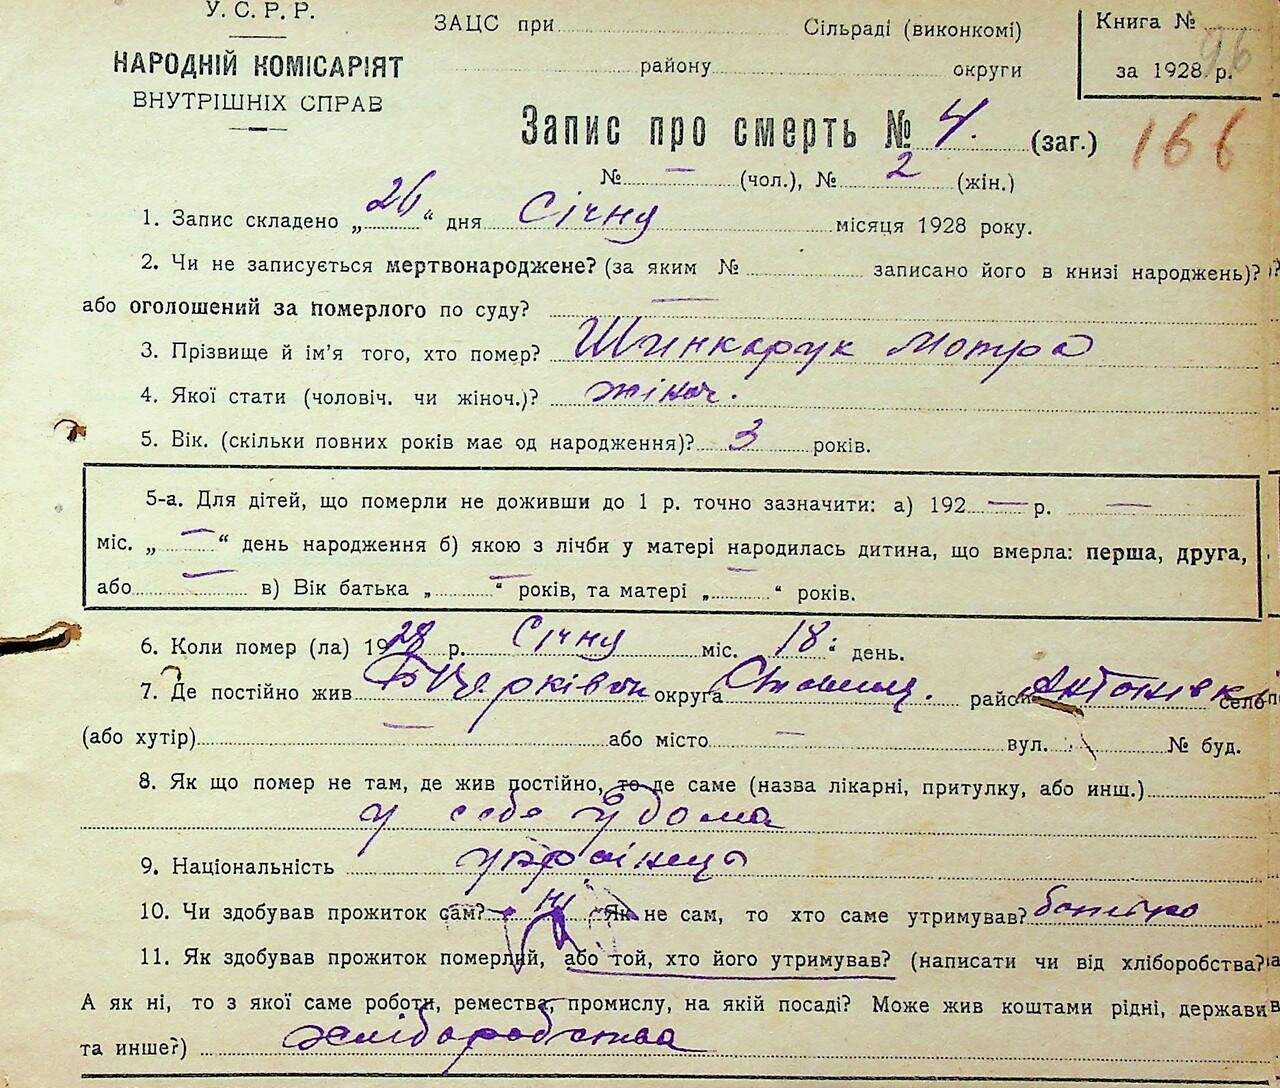 У. С. Р. Р.
НАРОДНІЙ КОМІСАРІЯТ
ВНУТРІШНІХ СПРАВ
ЗАЦС при Сільраді (виконкомі)
району округи
Книга № 96
за 1928 р.
Запис про смерть № 4. (заг.)
166
№ — (чол.), № 2 (жін.)
1. Запис складено „26“ дня Січня місяця 1928 року.
2. Чи не записується мертвонароджене? (за яким № записано його в книзі народжень)?
або оголошений за померлого по суду? —
3. Прізвище й ім'я того, хто помер? Шинкарук Мотра
4. Якої статі (чоловіч. чи жіноч.)? жіноч.
5. Вік. (скільки повних років має од народження)? 3 років.
5-а. Для дітей, що померли не доживши до 1 р. точно зазначити: а) 192 — р. —
міс. „ — “ день народження б) якою з лічби у матері народилась дитина, що вмерла: перша, друга,
або — в) Вік батька „ — “ років, та матері „ — “ років.
6. Коли помер (ла) 1928 р. Січня міс. 18 “ день.
7. Де постійно жив Б Церківськ округа район Антонівка село
(або хутір) — або місто — вул. № буд.
8. Як що помер не там, де жив постійно, то де саме (назва лікарні, притулку, або инш.)
у себе удома
9. Національність
10. Чи здобував прожиток сам? ні Як не сам, то хто саме утримував? батько
11. Як здобував прожиток померлий, або той, хто його утримував? (написати чи від хліборобства?
А як ні, то з якої саме роботи, ремества, промислу, на якій посаді? Може жив коштами рідні, держави
та инше?) хліборобства